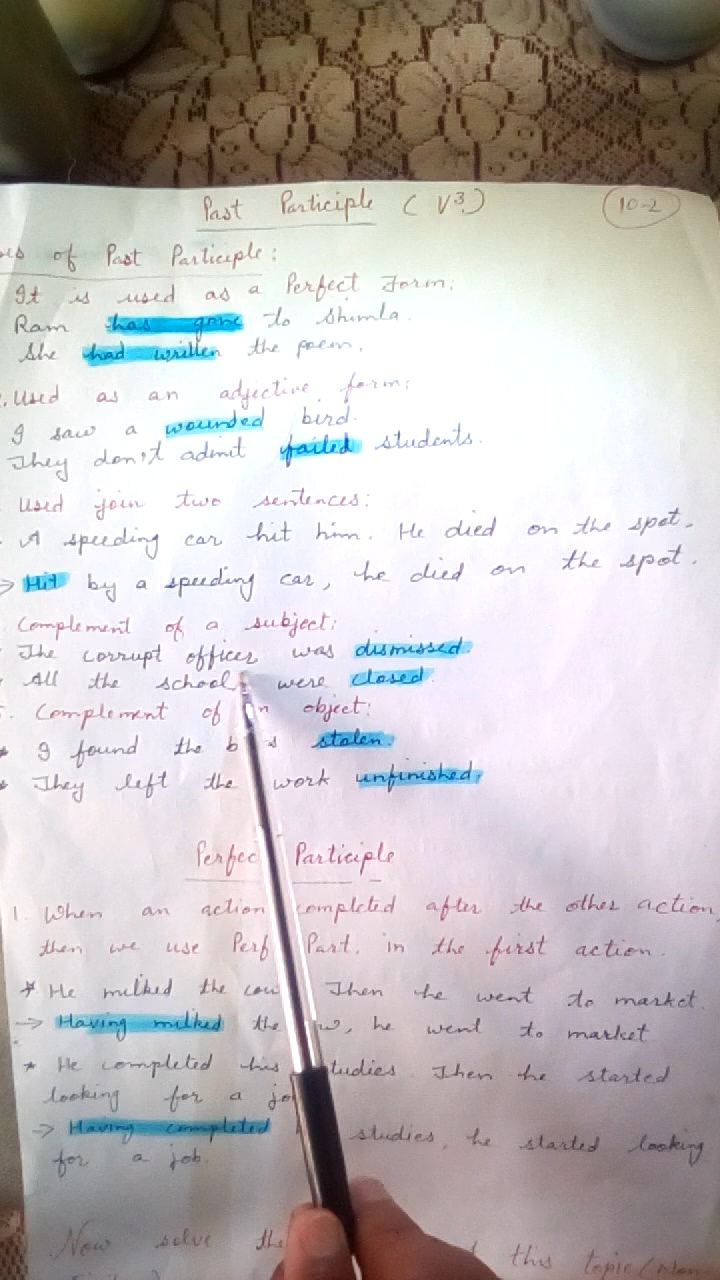 Past Participle (V3)
10-2
of Past Participle:
It is used as a Perfect Form:
Ram has gone to Shimla.
She had written the poem.
. Used as an adjective form:
I saw a wounded bird.
They don't admit failed students.
Used join two sentences:
A speeding car hit him. He died on the spot.
→ Hit by a speeding car, he died on the spot.
Complement of a subject:
The corrupt officer was dismissed.
All the school were closed.
Complement of object:
* I found the stolen.
* They left the work unfinished.
Participle
1. When an action completed after the other action
then we use Perf Part. in the first action.
* He milked the cow Then he went to market.
→ Having milked the , he went to market
* He completed his studies. Then he started
looking for a
→ Having completed studies, he started looking
for a job.
Now solve this topic